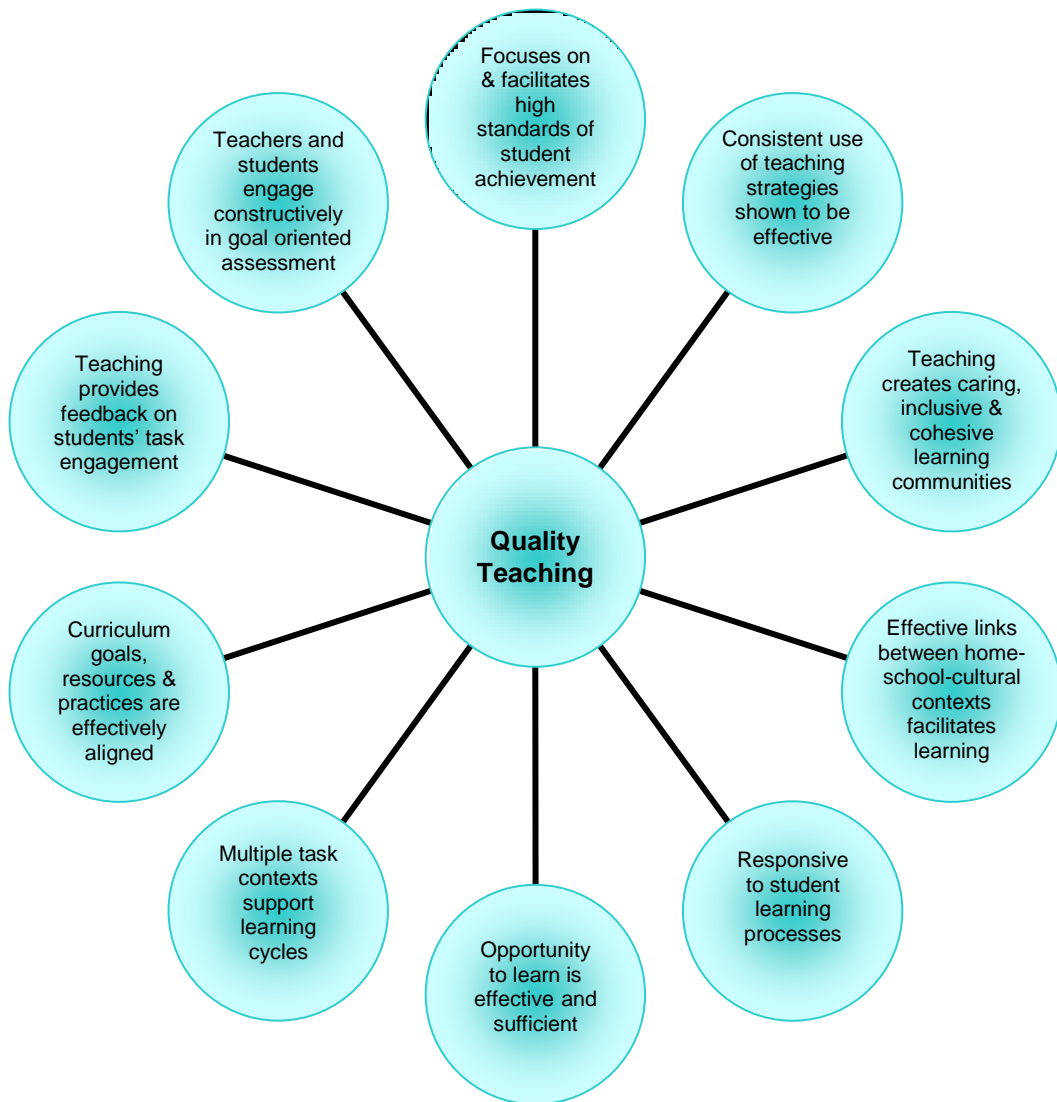 Focuses on
& facilitates
high
standards of
student
achievement
Consistent use
of teaching
strategies
shown to be
effective
Teaching
creates caring,
inclusive &
cohesive
learning
communities
Effective links
between home-
school-cultural
contexts
facilitates
learning
Responsive
to student
learning
processes
Opportunity
to learn is
effective and
sufficient
Multiple task
contexts
support
learning
cycles
Curriculum
goals,
resources &
practices are
effectively
aligned
Teaching
provides
feedback on
students’ task
engagement
Teachers and
students
engage
constructively
in goal oriented
assessment
Quality
Teaching